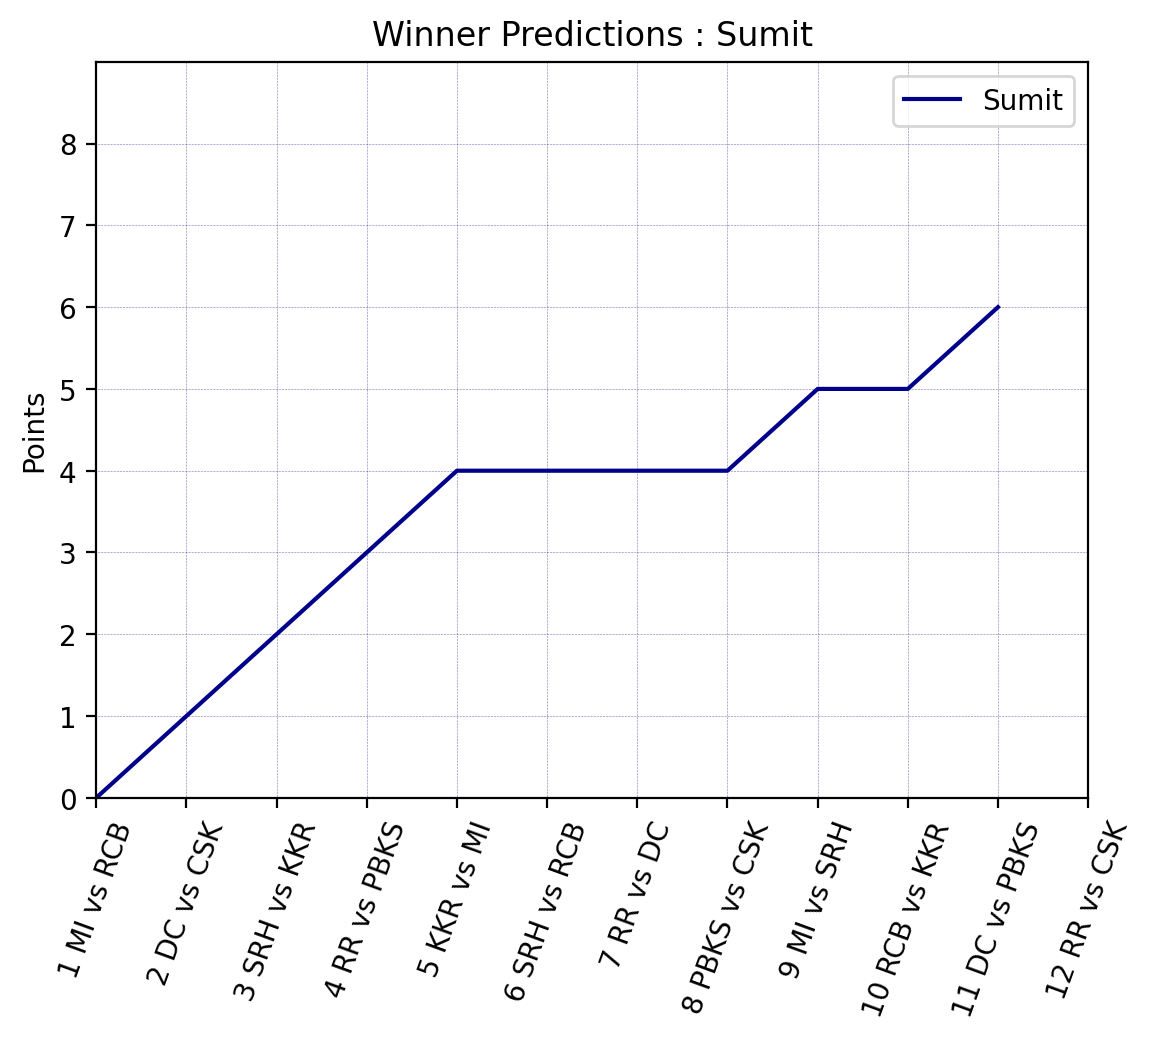 Winner Predictions : Sumit
Sumit
8
7
6
5
4
3
2
1
0
Points
1 MI vs RCB
2 DC vs CSK
3 SRH vs KKR
4 RR vs PBKS
5 KKR vs MI
6 SRH vs RCB
7 RR vs DC
8 PBKS vs CSK
9 MI vs SRH
10 RCB vs KKR
11 DC vs PBKS
12 RR vs CSK